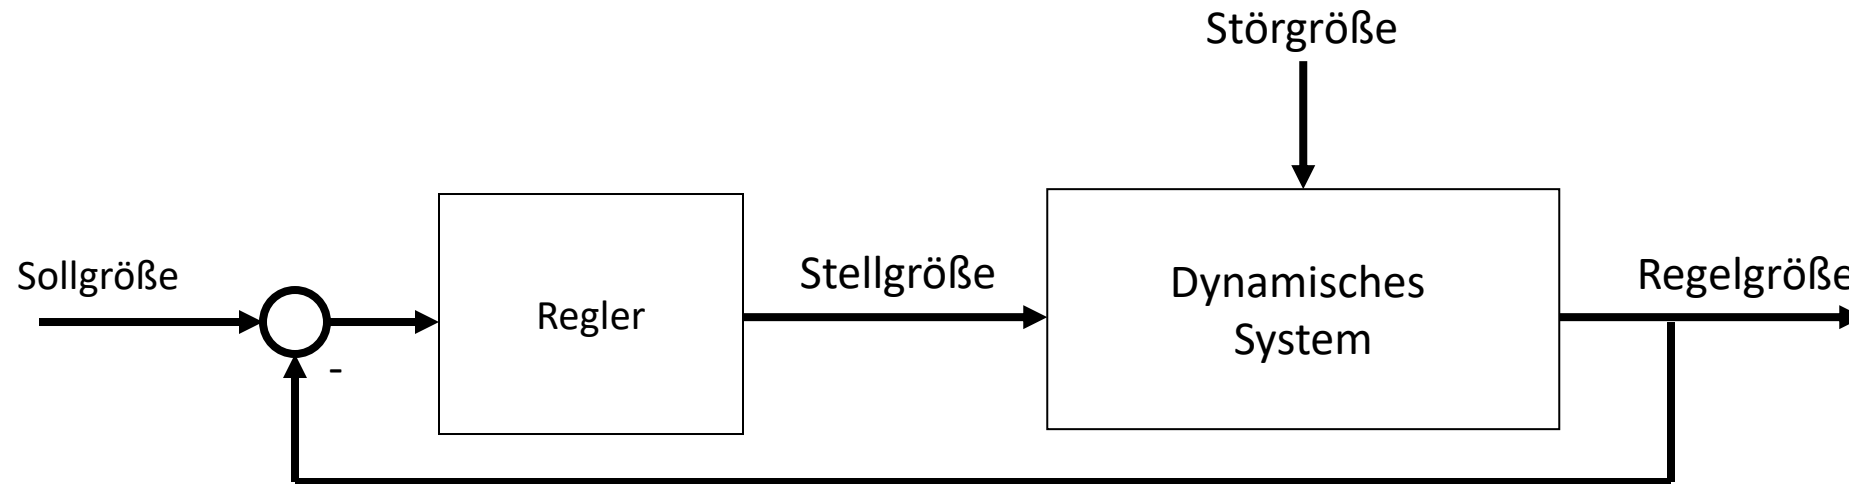 Störgröße
Sollgröße
Regler
Stellgröße
Dynamisches
System
Regelgröße
-